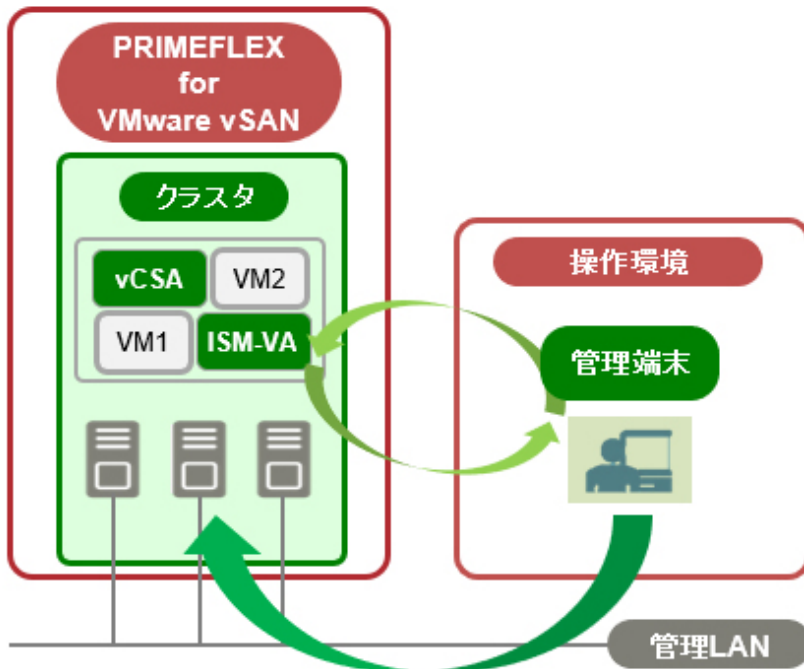 PRIMEFLEX
for
VMware vSAN
クラスタ
vCSA
VM2
VM1
ISM-VA
操作環境
管理端末
管理LAN